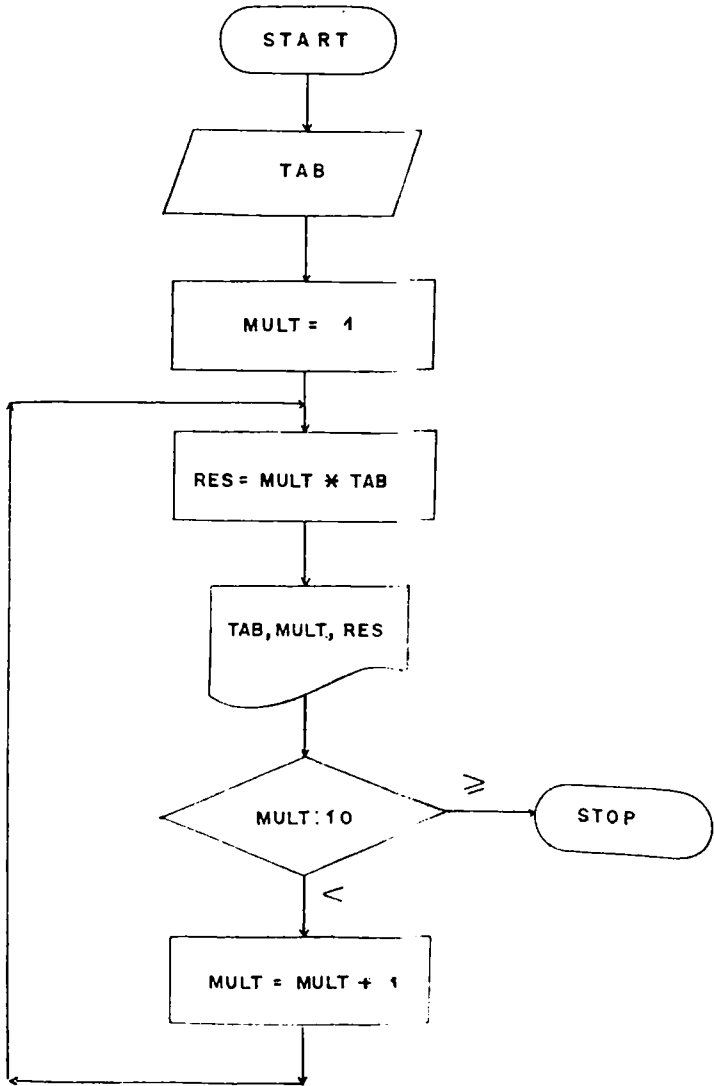 START
TAB
MULT = 1
RES = MULT * TAB
TAB, MULT, RES
MULT:10
⩾
STOP
<
MULT = MULT + 1